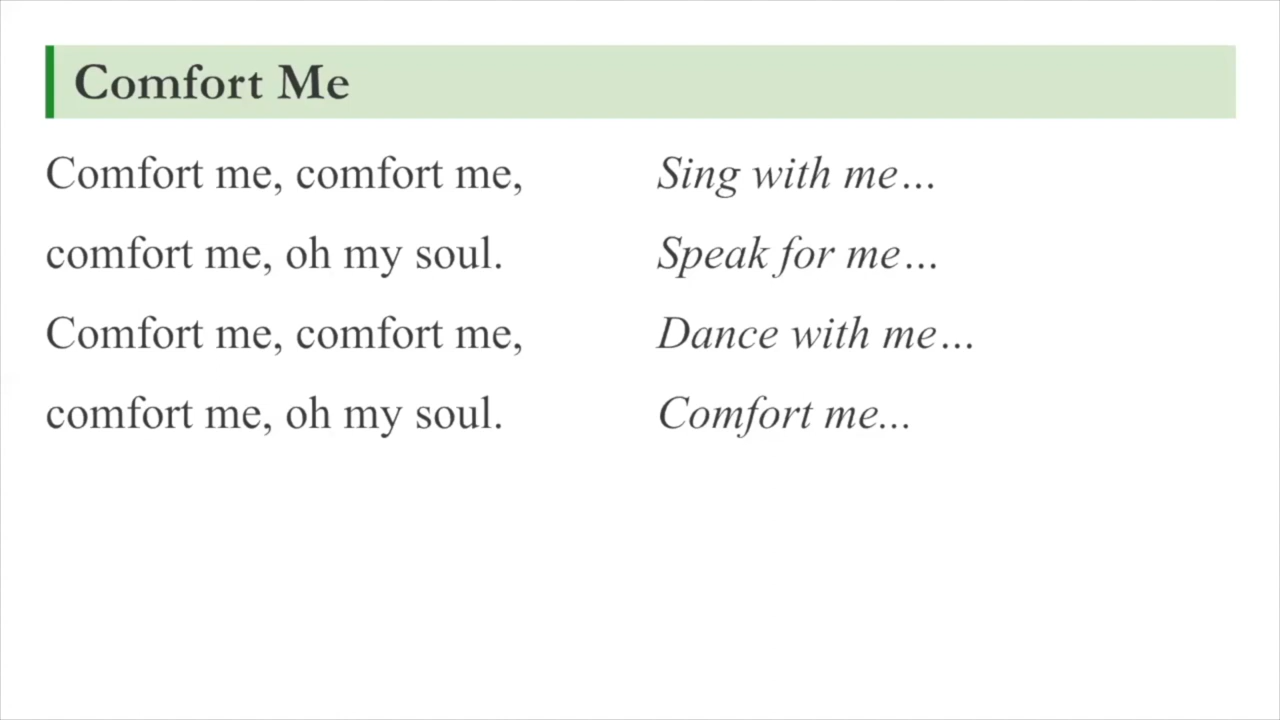 Comfort Me
Comfort me, comfort me,
comfort me, oh my soul.
Comfort me, comfort me,
comfort me, oh my soul.
Sing with me…
Speak for me…
Dance with me…
Comfort me...